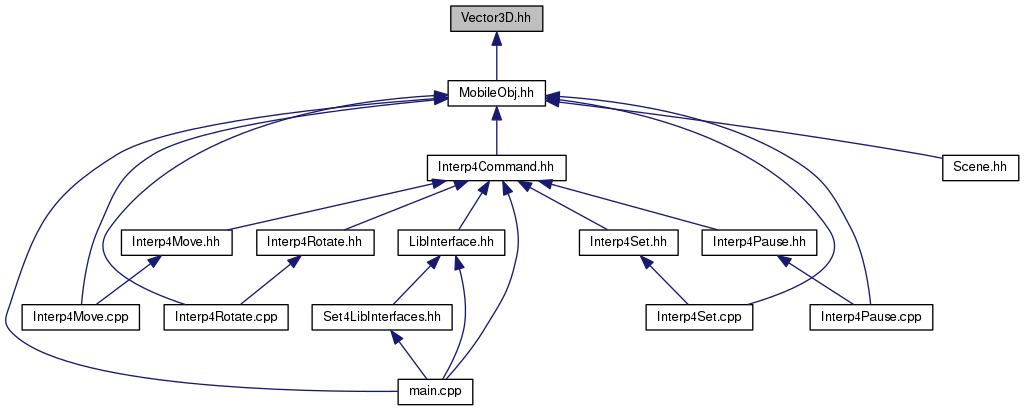 Vector3D.hh
MobileObj.hh
Interp4Command.hh
Scene.hh
Interp4Move.hh
Interp4Rotate.hh
LibInterface.hh
Interp4Set.hh
Interp4Pause.hh
Interp4Move.cpp
Interp4Rotate.cpp
Set4LibInterfaces.hh
Interp4Set.cpp
Interp4Pause.cpp
main.cpp